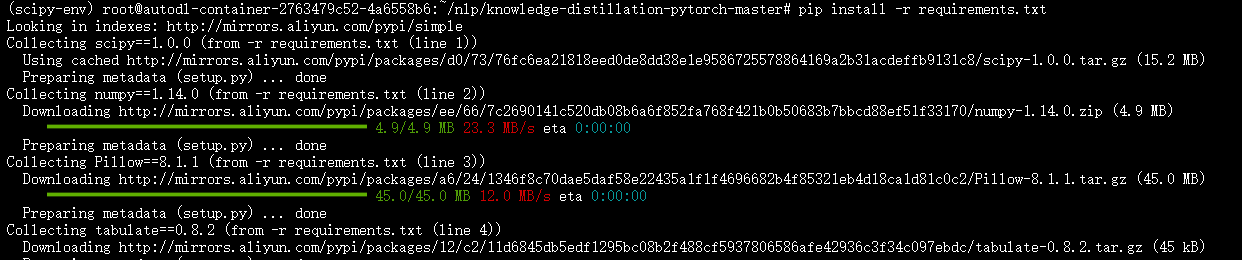 (scipy-env) root@autodl-container-2763479c52-4a6558b6:~/nlp/knowledge-distillation-pytorch-master# pip install -r requirements.txt
Looking in indexes: http://mirrors.aliyun.com/pypi/simple
Collecting scipy==1.0.0 (from -r requirements.txt (line 1))
  Using cached http://mirrors.aliyun.com/pypi/packages/d0/73/76fc6ea21818eed0de8dd38e1e9586725578864169a2b31acdeffb9131c8/scipy-1.0.0.tar.gz (15.2 MB)
  Preparing metadata (setup.py) ... done
Collecting numpy==1.14.0 (from -r requirements.txt (line 2))
  Downloading http://mirrors.aliyun.com/pypi/packages/ee/66/7c2690141c520db08b6a6f852fa768f421b0b50683b7bbcd88ef51f33170/numpy-1.14.0.zip (4.9 MB)
4.9/4.9 MB 23.3 MB/s eta 0:00:00
  Preparing metadata (setup.py) ... done
Collecting Pillow==8.1.1 (from -r requirements.txt (line 3))
  Downloading http://mirrors.aliyun.com/pypi/packages/a6/24/1346f8c70dae5daf58e22435a1f1f4696682b4f85321eb4d18ca1d81c0c2/Pillow-8.1.1.tar.gz (45.0 MB)
45.0/45.0 MB 12.0 MB/s eta 0:00:00
  Preparing metadata (setup.py) ... done
Collecting tabulate==0.8.2 (from -r requirements.txt (line 4))
  Downloading http://mirrors.aliyun.com/pypi/packages/12/c2/11d6845db5edf1295bc08b2f488cf5937806586afe42936c3f34c097ebdc/tabulate-0.8.2.tar.gz (45 kB)